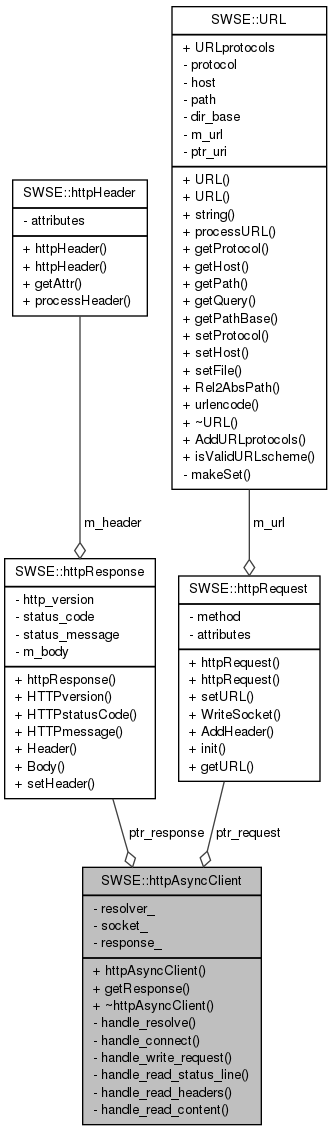 SWSE::URL
+ URLprotocols
- protocol
- host
- path
- dir_base
- m_url
- ptr_uri
+ URL()
+ URL()
+ string()
+ processURL()
+ getProtocol()
+ getHost()
+ getPath()
+ getQuery()
+ getPathBase()
+ setProtocol()
+ setHost()
+ setFile()
+ Rel2AbsPath()
+ urlencode()
+ ~URL()
+ AddURLprotocols()
+ isValidURLscheme()
- makeSet()
SWSE::httpHeader
- attributes
+ httpHeader()
+ httpHeader()
+ getAttr()
+ processHeader()
m_header
m_url
SWSE::httpResponse
- http_version
- status_code
- status_message
- m_body
+ httpResponse()
+ HTTPversion()
+ HTTPstatusCode()
+ HTTPmessage()
+ Header()
+ Body()
+ setHeader()
SWSE::httpRequest
- method
- attributes
+ httpRequest()
+ httpRequest()
+ setURL()
+ WriteSocket()
+ AddHeader()
+ init()
+ getURL()
ptr_response
ptr_request
SWSE::httpAsyncClient
- resolver_
- socket_
- response_
+ httpAsyncClient()
+ getResponse()
+ ~httpAsyncClient()
- handle_resolve()
- handle_connect()
- handle_write_request()
- handle_read_status_line()
- handle_read_headers()
- handle_read_content()